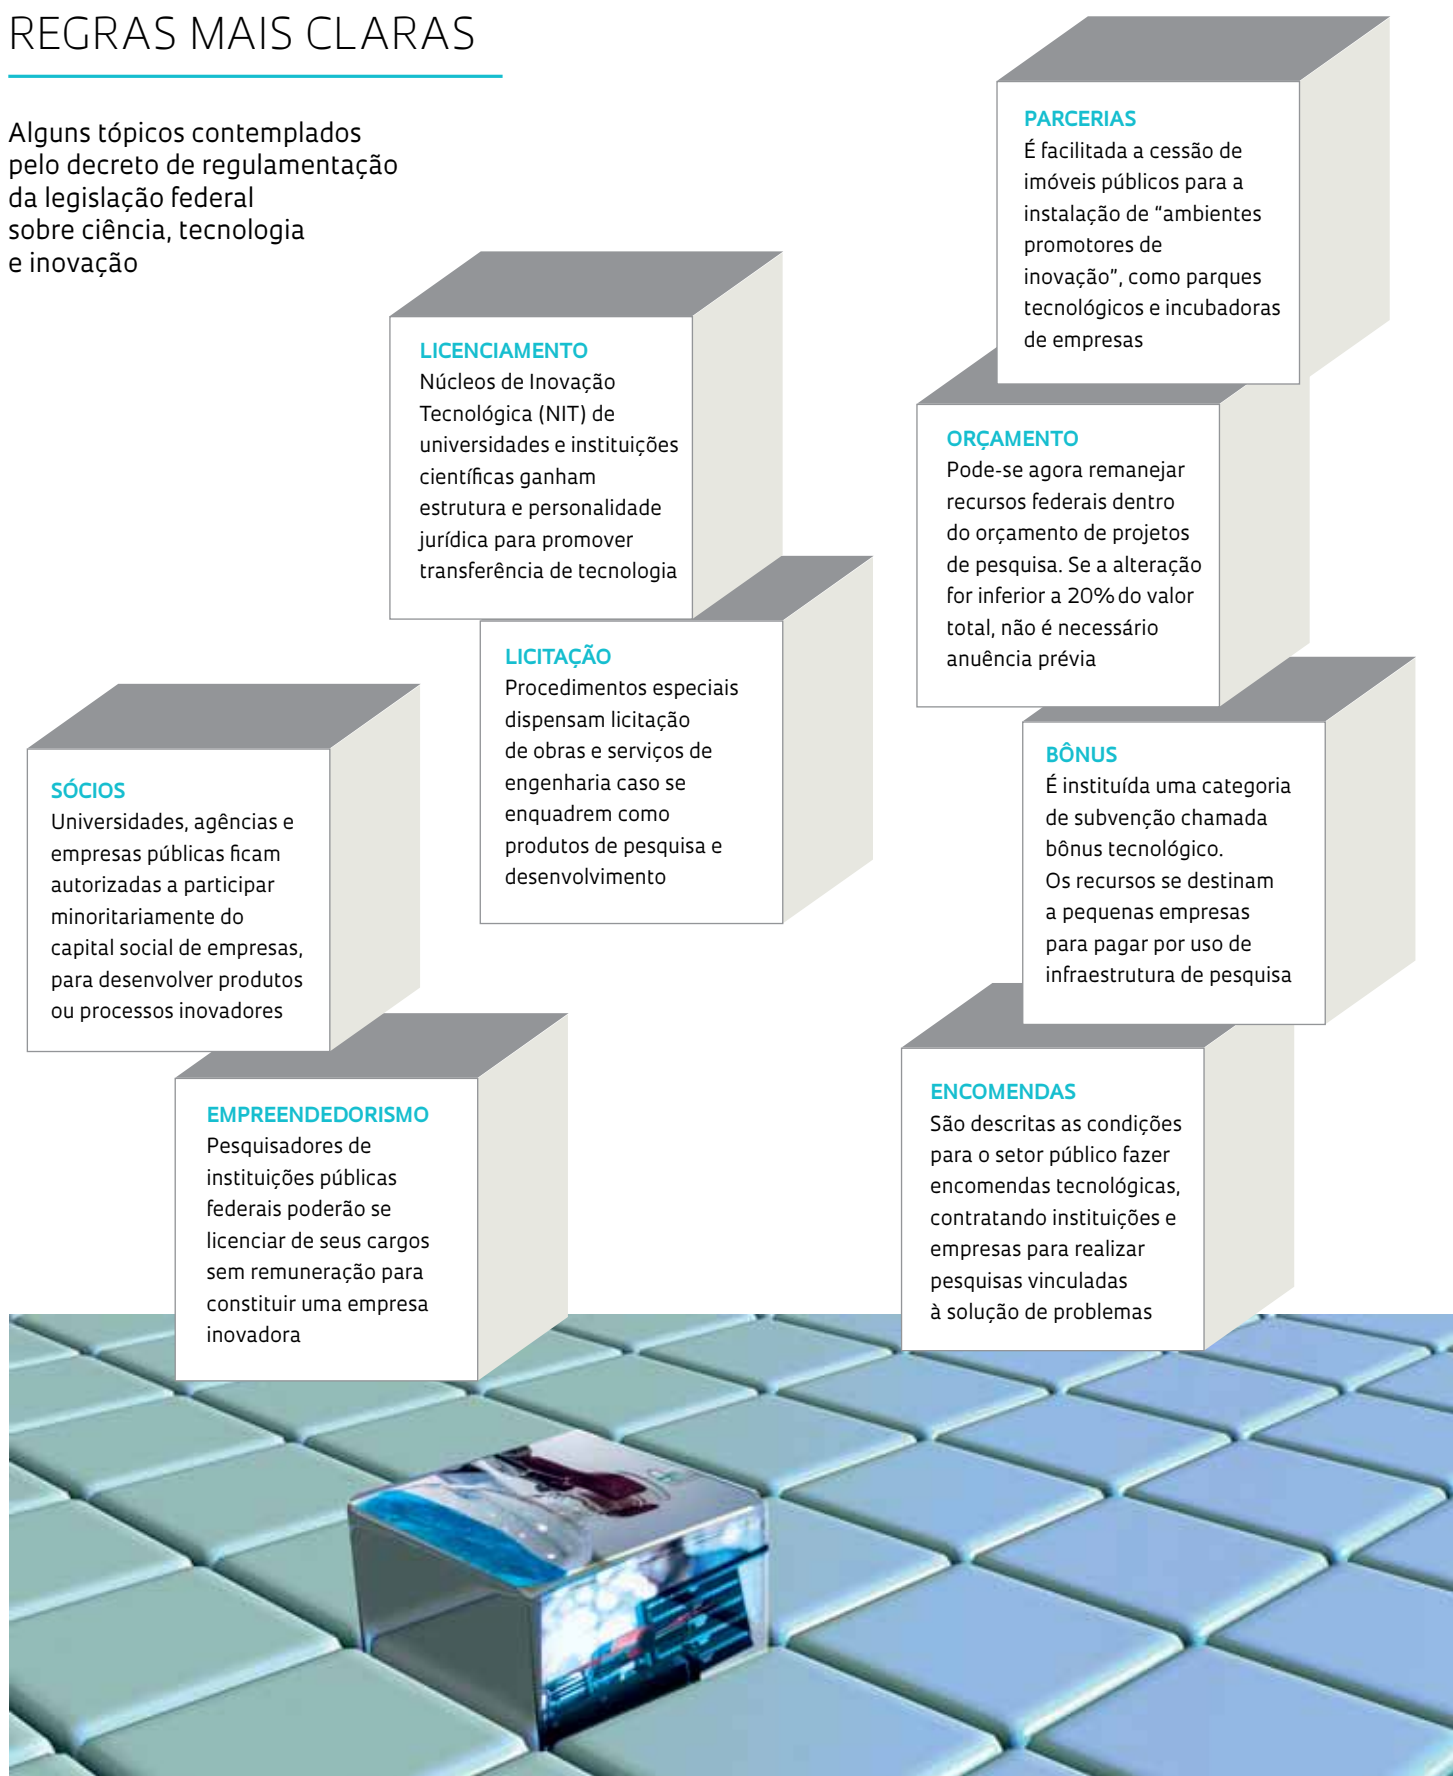 REGRAS MAIS CLARAS
Alguns tópicos contemplados
pelo decreto de regulamentação
da legislação federal
sobre ciência, tecnologia
e inovação
PARCERIAS
É facilitada a cessão de
imóveis públicos para a
instalação de “ambientes
promotores de
inovação”, como parques
tecnológicos e incubadoras
de empresas
LICENCIAMENTO
Núcleos de Inovação
Tecnológica (NIT) de
universidades e instituições
científicas ganham
estrutura e personalidade
jurídica para promover
transferência de tecnologia
ORÇAMENTO
Pode-se agora remanejar
recursos federais dentro
do orçamento de projetos
de pesquisa. Se a alteração
for inferior a 20% do valor
total, não é necessário
anuência prévia
LICITAÇÃO
Procedimentos especiais
dispensam licitação
de obras e serviços de
engenharia caso se
enquadrem como
produtos de pesquisa e
desenvolvimento
BÔNUS
É instituída uma categoria
de subvenção chamada
bônus tecnológico.
Os recursos se destinam
a pequenas empresas
para pagar por uso de
infraestrutura de pesquisa
SÓCIOS
Universidades, agências e
empresas públicas ficam
autorizadas a participar
minoritariamente do
capital social de empresas,
para desenvolver produtos
ou processos inovadores
EMPREENDEDORISMO
Pesquisadores de
instituições públicas
federais poderão se
licenciar de seus cargos
sem remuneração para
constituir uma empresa
inovadora
ENCOMENDAS
São descritas as condições
para o setor público fazer
encomendas tecnológicas,
contratando instituições e
empresas para realizar
pesquisas vinculadas
à solução de problemas